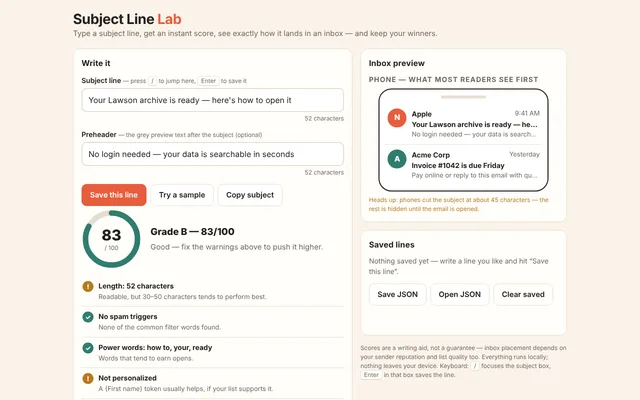 Subject Line Lab
Type a subject line, get an instant score, see exactly how it lands in an inbox — and keep your winners.
Write it
Subject line — press / to jump here, Enter to save it
Your Lawson archive is ready — here's how to open it
52 characters
Preheader — the grey preview text after the subject (optional)
No login needed — your data is searchable in seconds
52 characters
Save this line
Try a sample
Copy subject
83
/ 100
Grade B — 83/100
Good — fix the warnings above to push it higher.
! Length: 52 characters
Readable, but 30–50 characters tends to perform best.
✓ No spam triggers
None of the common filter words found.
✓ Power words: how to, your, ready
Words that tend to earn opens.
! Not personalized
A {First name} token usually helps, if your list supports it.
Inbox preview
PHONE — WHAT MOST READERS SEE FIRST
N
Apple
9:41 AM
Your Lawson archive is ready — he...
No login needed — your data is search...
A
Acme Corp
Yesterday
Invoice #1042 is due Friday
Pay online or reply to this email with qu...
Heads up: phones cut the subject at about 45 characters — the
rest is hidden until the email is opened.
Saved lines
Nothing saved yet — write a line you like and hit “Save
this line”.
Save JSON
Open JSON
Clear saved
Scores are a writing aid, not a guarantee — inbox placement depends on
your sender reputation and list quality too. Everything runs locally;
nothing leaves your device. Keyboard: / focuses the subject box,
Enter in that box saves the line.